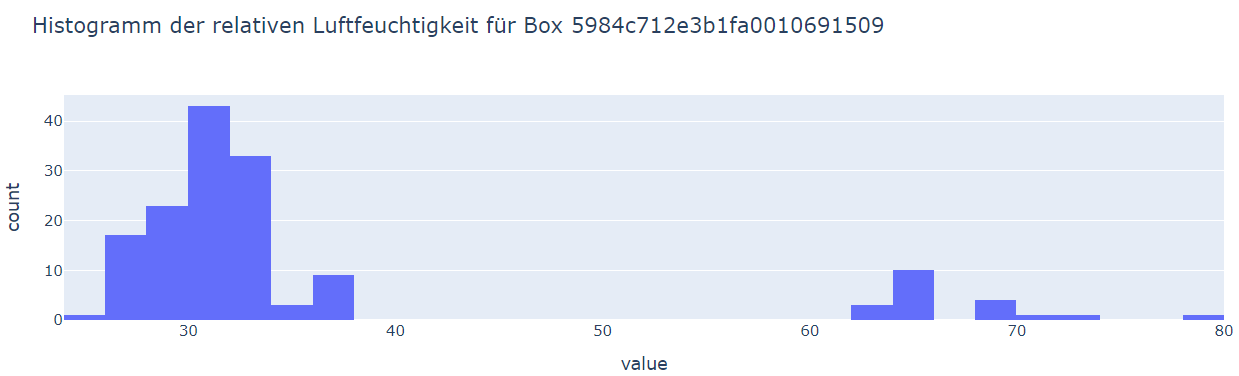 Histogramm der relativen Luftfeuchtigkeit für Box 5984c712e3b1fa0010691509
40
30
20
10
0
count
30 40 50 60 70 80
value